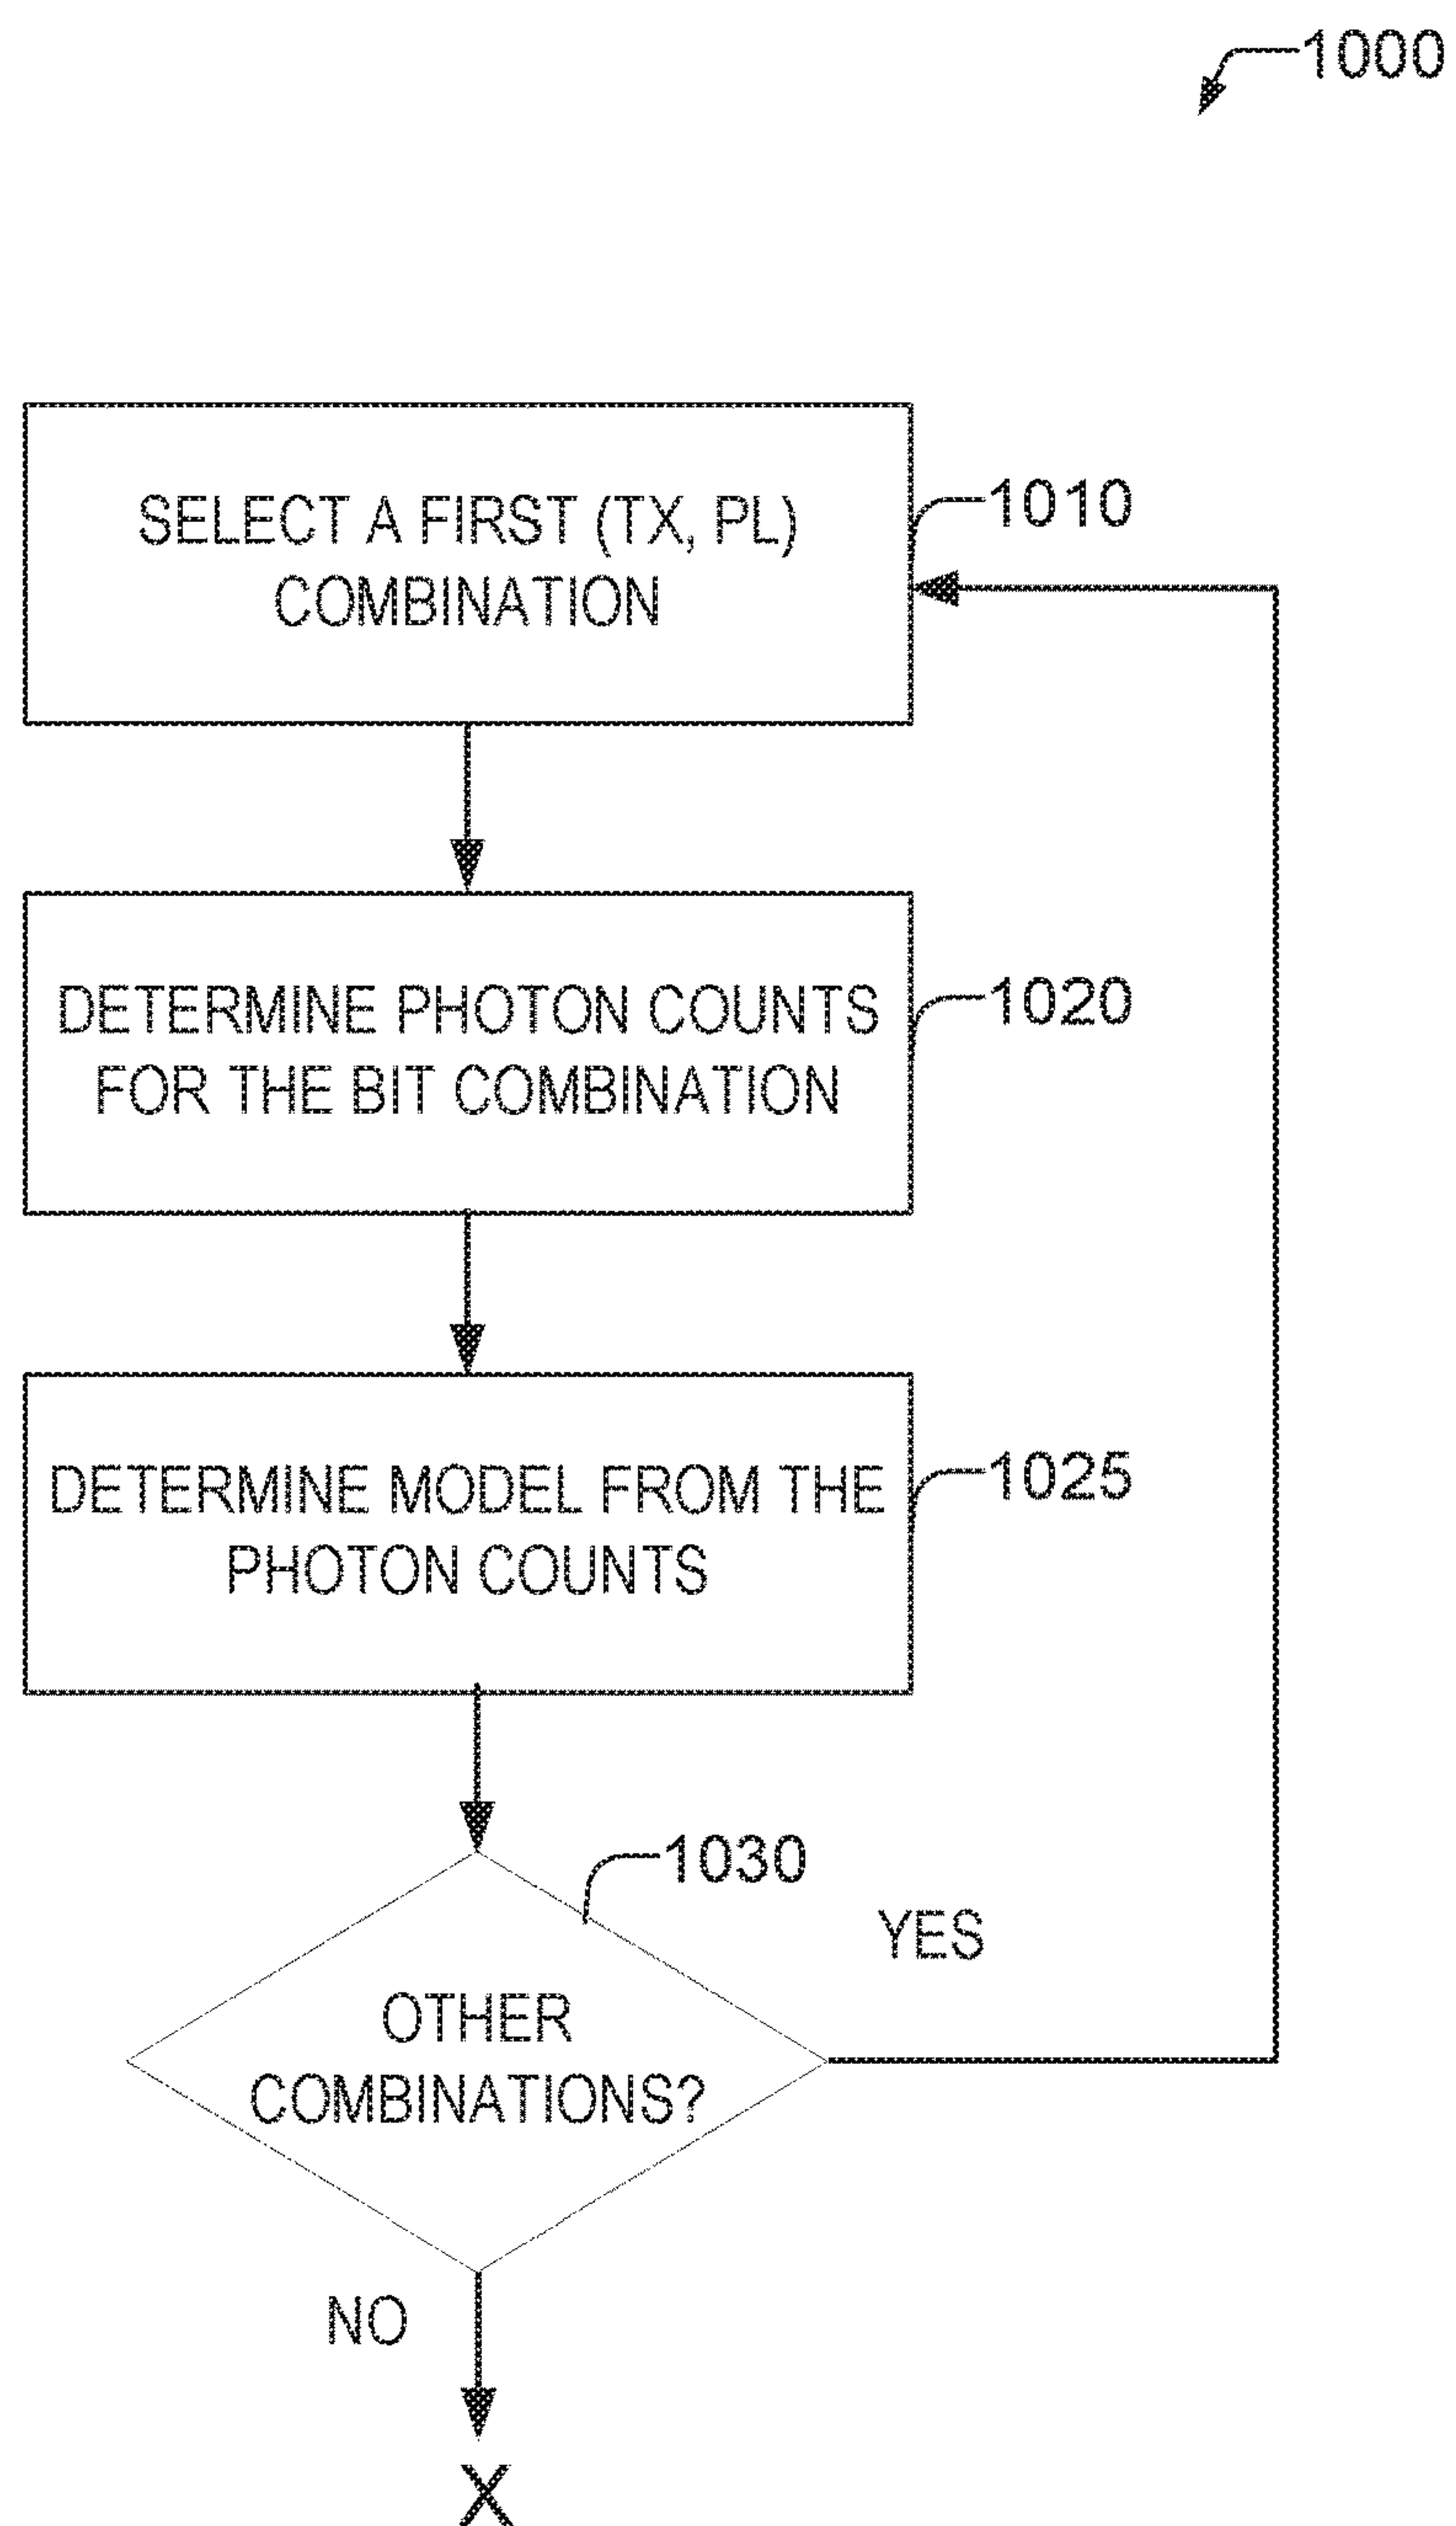 1000
SELECT A FIRST (TX, PL)
COMBINATION
1010
DETERMINE PHOTON COUNTS
FOR THE BIT COMBINATION
1020
DETERMINE MODEL FROM THE
PHOTON COUNTS
1025
1030
YES
OTHER
COMBINATIONS?
NO
X